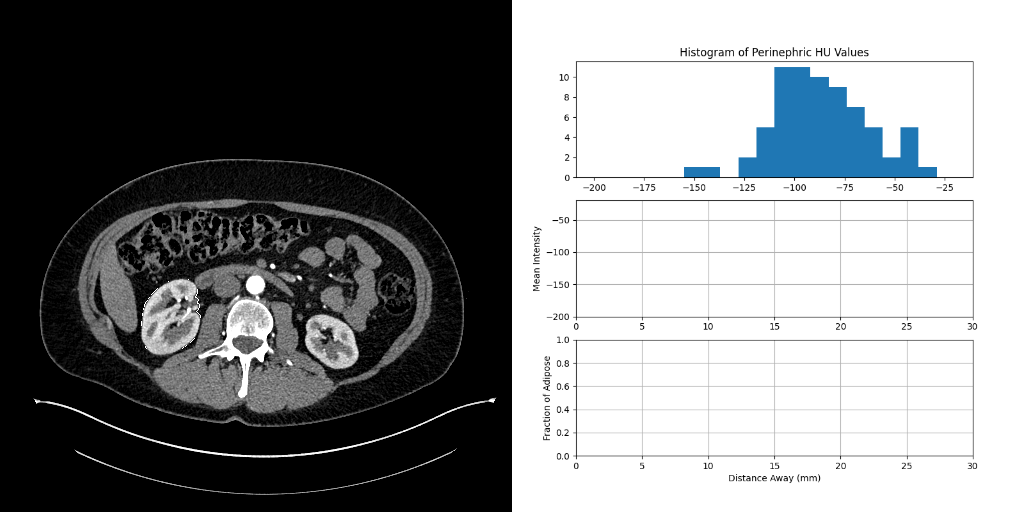 Histogram of Perinephric HU Values
10
8
6
4
2
0
−200 −175 −150 −125 −100 −75 −50 −25
Mean Intensity
−50
−100
−150
−200
0 5 10 15 20 25 30
Fraction of Adipose
1.0
0.8
0.6
0.4
0.2
0.0
0 5 10 15 20 25 30
Distance Away (mm)